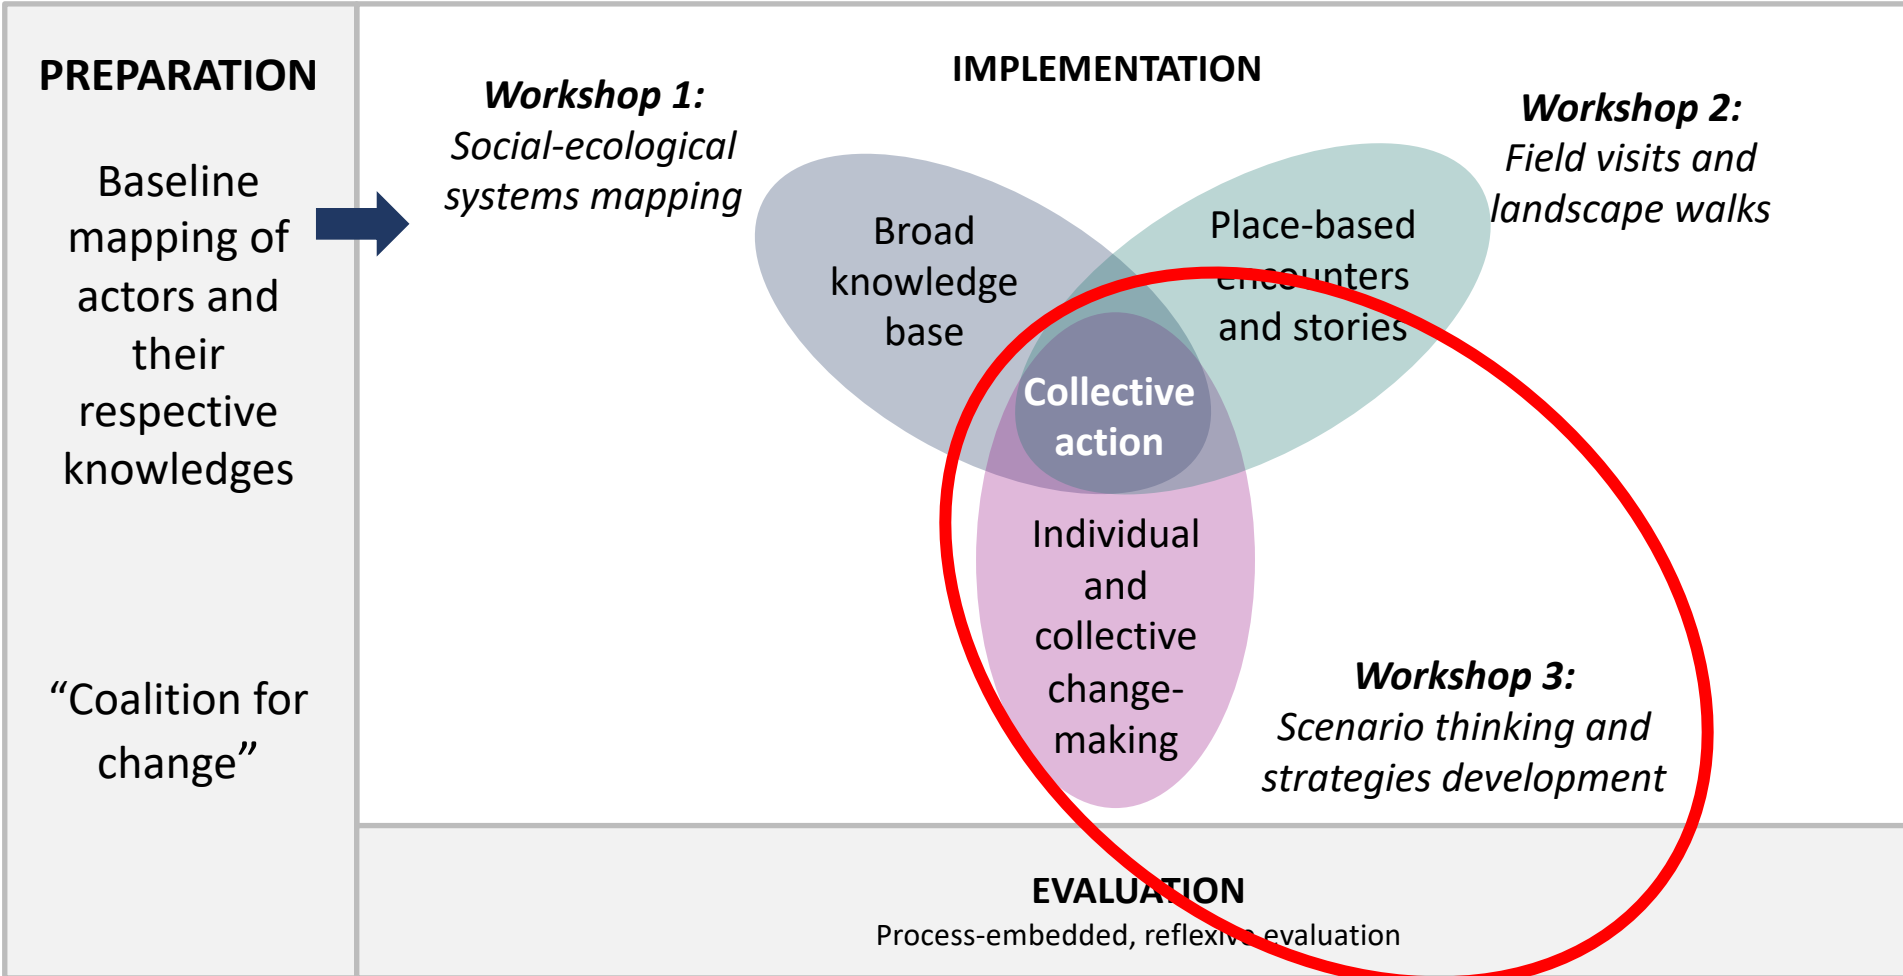 PREPARATION
Baseline
mapping of
actors and
their
respective
knowledges
“Coalition for
change”
IMPLEMENTATION
Workshop 1:
Social-ecological
systems mapping
Workshop 2:
Field visits and
landscape walks
Broad
knowledge
base
Place-based
encounters
and stories
Collective
action
Individual
and
collective
change-
making
Workshop 3:
Scenario thinking and
strategies development
EVALUATION
Process-embedded, reflexive evaluation